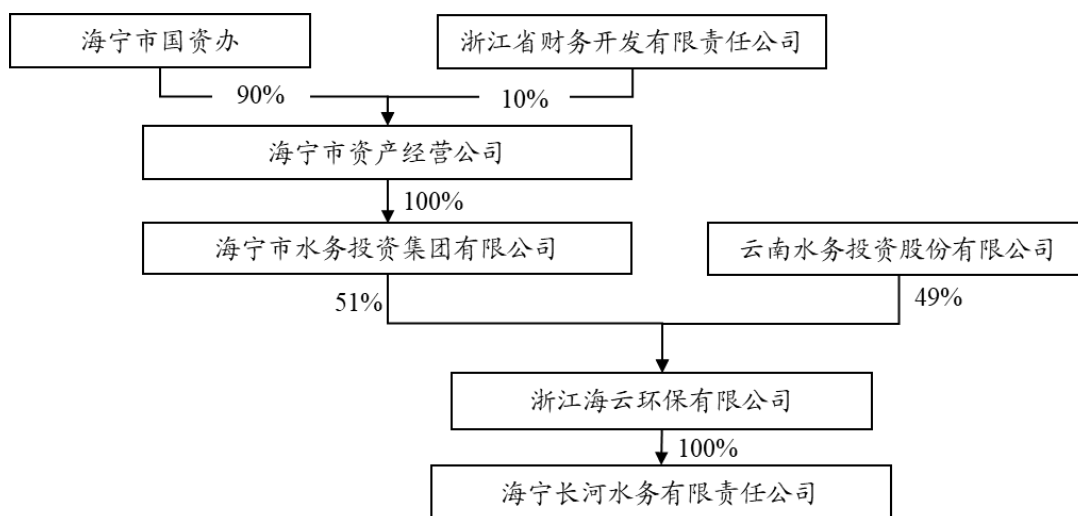 海宁市国资办
浙江省财务开发有限责任公司
90%
10%
海宁市资产经营公司
100%
海宁市水务投资集团有限公司
云南水务投资股份有限公司
51%
49%
浙江海云环保有限公司
100%
海宁长河水务有限责任公司